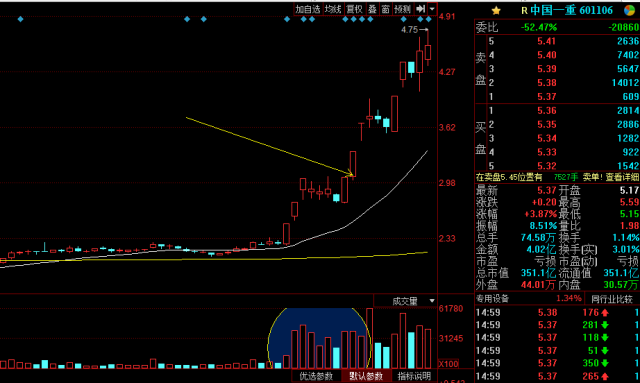 加自选 均线 复权 叠 窗 预测
R 中国一重 601106
4.91
4.75
4.27
3.62
2.98
2.33
委比 -52.47% -20860
卖盘
5 5.41 2636
4 5.40 7402
3 5.39 5647
2 5.38 14012
1 5.37 609
买盘
1 5.36 2814
2 5.35 2886
3 5.34 1282
4 5.33 922
5 5.32 1542
在卖盘5.45位置有 7527手 卖单! 查看详细
最新 5.37 开盘 5.17
涨跌 +0.20 最高 5.59
涨幅 +3.87% 最低 5.15
振幅 8.51% 量比 1.98
总手 74.58万 换手 1.14%
金额 4.02亿 换手(实) 3.01%
市盈 亏损 市盈(动) 亏损
总市值 351.1亿 流通值 351.1亿
外盘 44.01万 内盘 30.57万
专用设备 1.34% 同行业比较
14:59 5.38 176 1
14:59 5.37 281 1
14:59 5.37 118 1
14:59 5.37 51 1
14:59 5.37 350 1
14:59 5.37 265 1
成交量
61780
31245
X100
优选参数 默认参数 指标说明